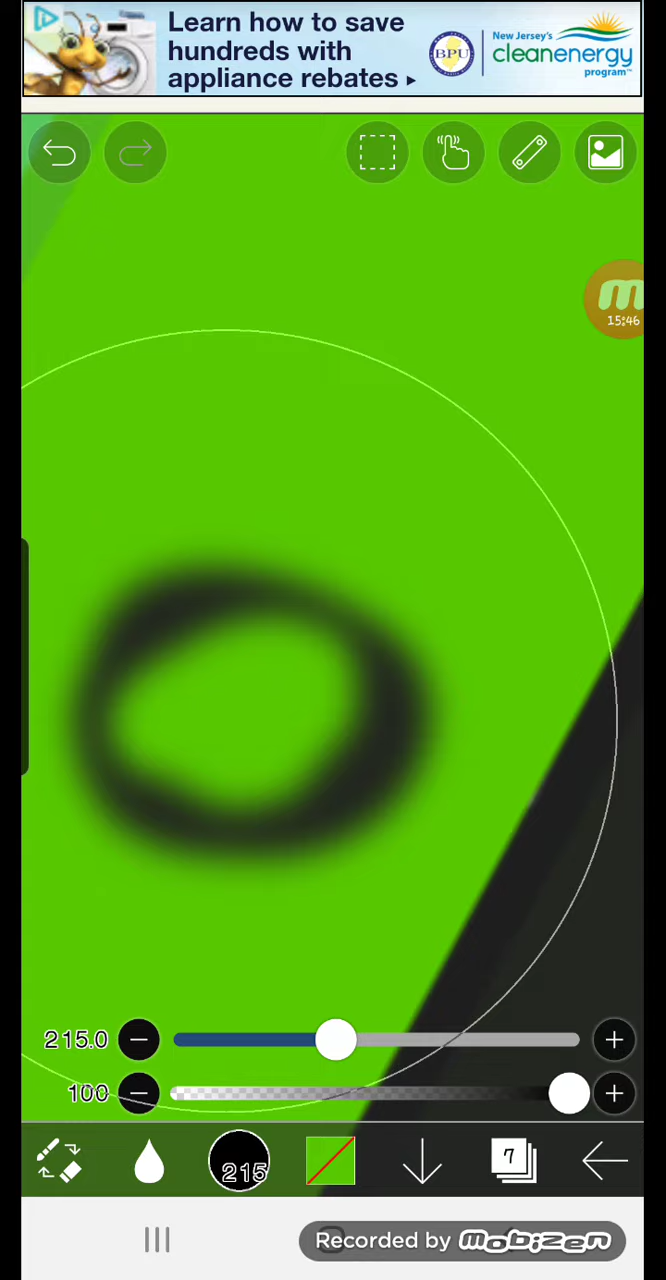 Learn how to save
hundreds with
appliance rebates ▸
BPU
New Jersey's
cleanenergy
program™
m
15:46
215.0
100
215
7
Recorded by mobizen